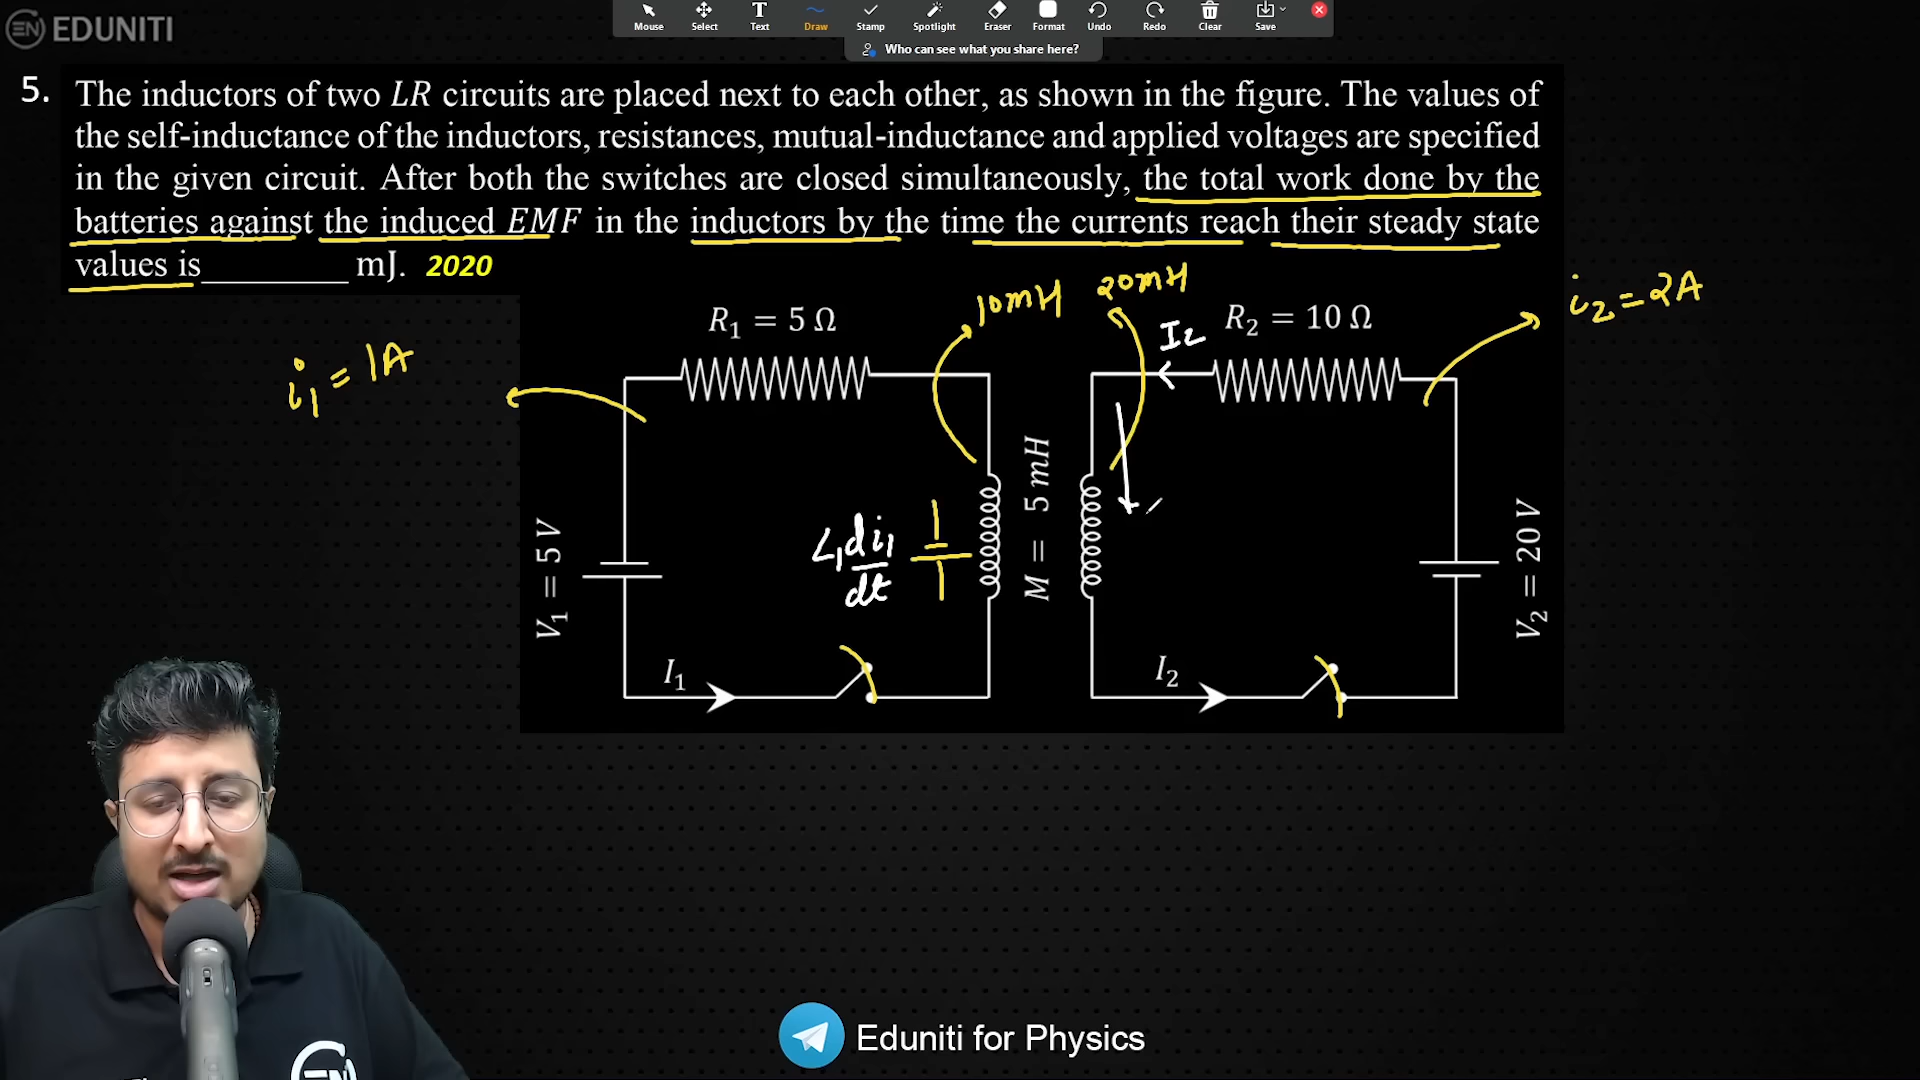 EN EDUNITI
Mouse Select Text Draw Stamp Spotlight Eraser Format Undo Redo Clear Save
Who can see what you share here?
5. The inductors of two LR circuits are placed next to each other, as shown in the figure. The values of
the self-inductance of the inductors, resistances, mutual-inductance and applied voltages are specified
in the given circuit. After both the switches are closed simultaneously, the total work done by the
batteries against the induced EMF in the inductors by the time the currents reach their steady state
values is_________ mJ. 2020
10mH
20mH
i₂ = 2A
R₁ = 5 Ω
I₂
R₂ = 10 Ω
i₁ = 1A
V₁ = 5 V
L₁ di₁/dt
M = 5 mH
V₂ = 20 V
I₁
I₂
EN
Eduniti for Physics